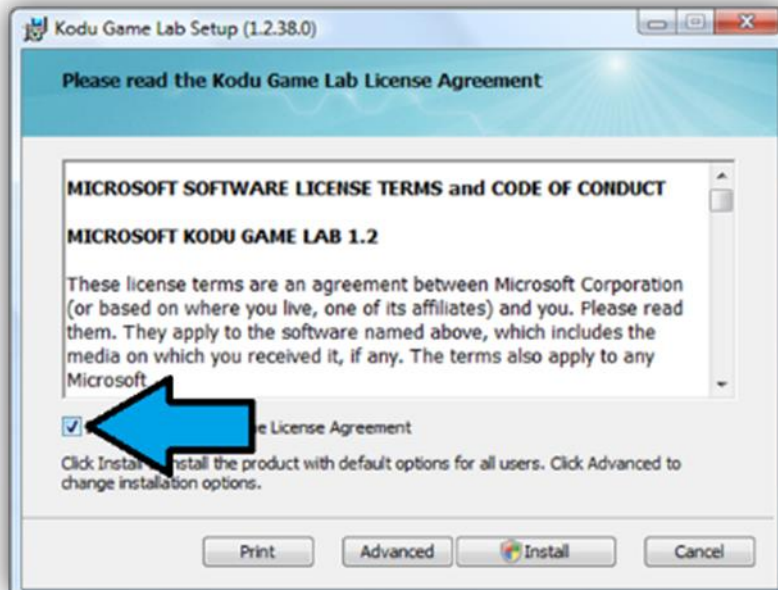 Kodu Game Lab Setup (1.2.38.0)
Please read the Kodu Game Lab License Agreement
MICROSOFT SOFTWARE LICENSE TERMS and CODE OF CONDUCT
MICROSOFT KODU GAME LAB 1.2
These license terms are an agreement between Microsoft Corporation
(or based on where you live, one of its affiliates) and you. Please read
them. They apply to the software named above, which includes the
media on which you received it, if any. The terms also apply to any
Microsoft
License Agreement
Click Install install the product with default options for all users. Click Advanced to
change installation options.
Print Advanced Install Cancel